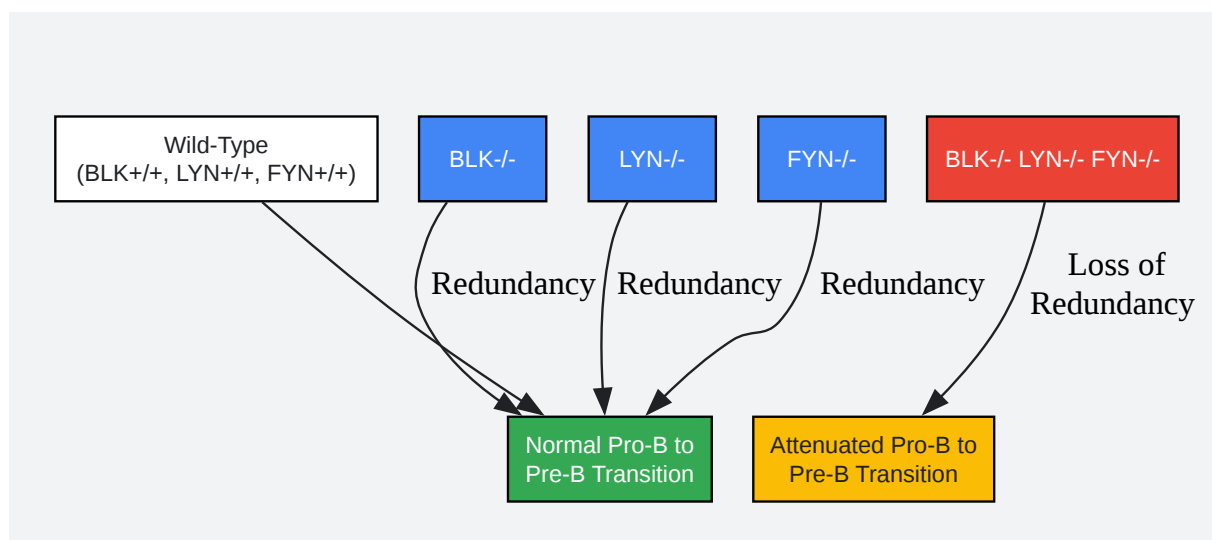 Wild-Type
(BLK+/+, LYN+/+, FYN+/+)
BLK-/-
LYN-/-
FYN-/-
BLK-/- LYN-/- FYN-/-
Redundancy
Redundancy
Redundancy
Loss of
Redundancy
Normal Pro-B to
Pre-B Transition
Attenuated Pro-B to
Pre-B Transition